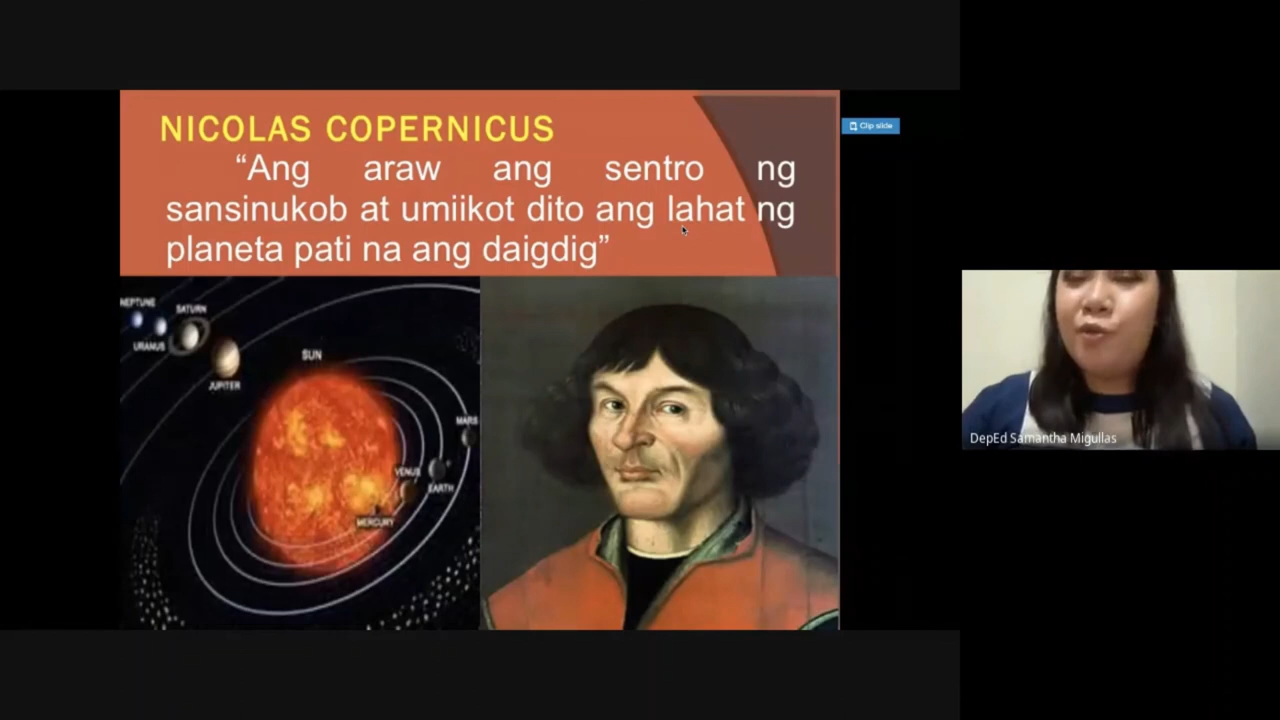 NICOLAS COPERNICUS
“Ang araw ang sentro ng
sansinukob at umiikot dito ang lahat ng
planeta pati na ang daigdig”
Clip slide
NEPTUNE
SATURN
URANUS
JUPITER
SUN
MARS
VENUS
EARTH
MERCURY
DepEd Samantha Migullas